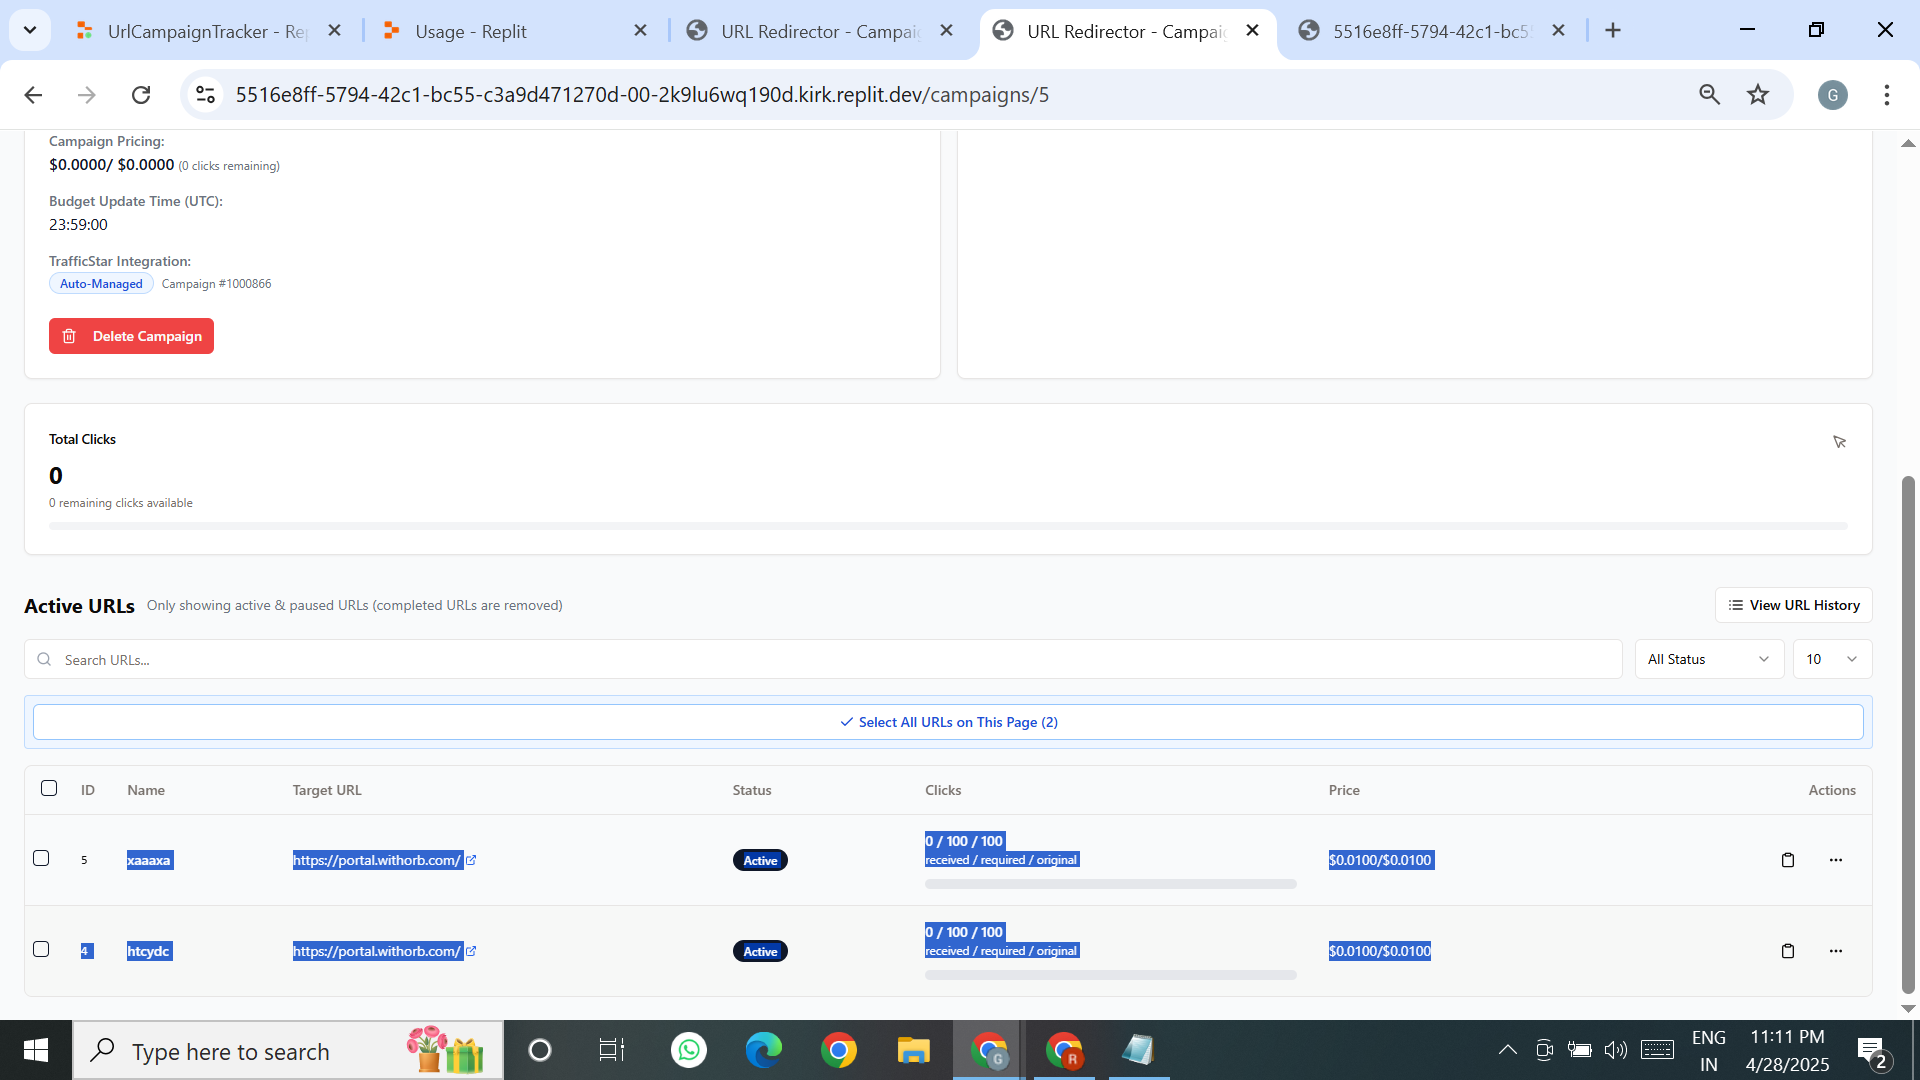 UrlCampaignTracker - Rep
Usage - Replit
URL Redirector - Campaig
URL Redirector - Campaig
5516e8ff-5794-42c1-bc55
5516e8ff-5794-42c1-bc55-c3a9d471270d-00-2k9lu6wq190d.kirk.replit.dev/campaigns/5
G
Campaign Pricing:
$0.0000/ $0.0000 (0 clicks remaining)
Budget Update Time (UTC):
23:59:00
TrafficStar Integration:
Auto-Managed Campaign #1000866
Delete Campaign
Total Clicks
0
0 remaining clicks available
Active URLs Only showing active & paused URLs (completed URLs are removed)
View URL History
Search URLs...
All Status
10
Select All URLs on This Page (2)
ID Name Target URL Status Clicks Price Actions
5 xaaaxa https://portal.withorb.com/ Active 0 / 100 / 100 $0.0100/$0.0100
received / required / original
4 htcydc https://portal.withorb.com/ Active 0 / 100 / 100 $0.0100/$0.0100
received / required / original
Type here to search
G
R
ENG
IN
11:11 PM
4/28/2025
2